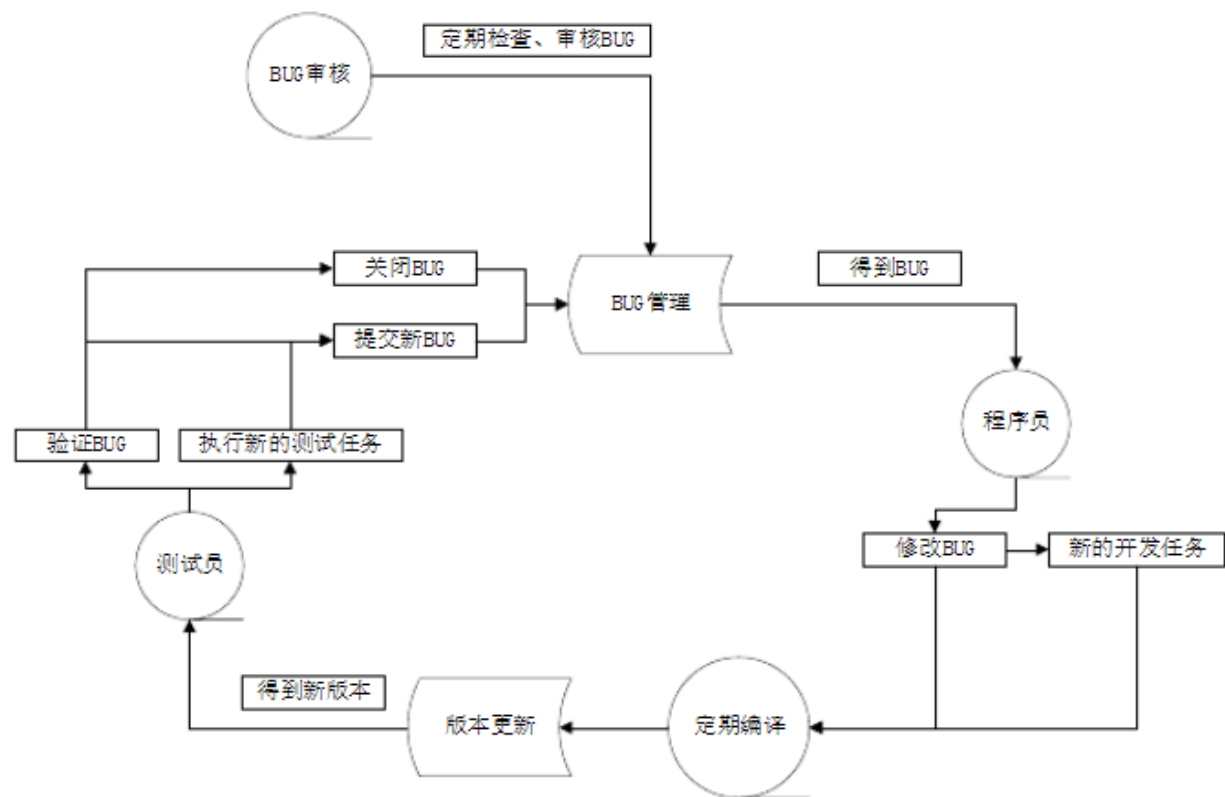 定期检查、审核BUG
BUG审核
关闭BUG
得到BUG
BUG管理
提交新BUG
程序员
验证BUG
执行新的测试任务
修改BUG
新的开发任务
测试员
得到新版本
版本更新
定期编译